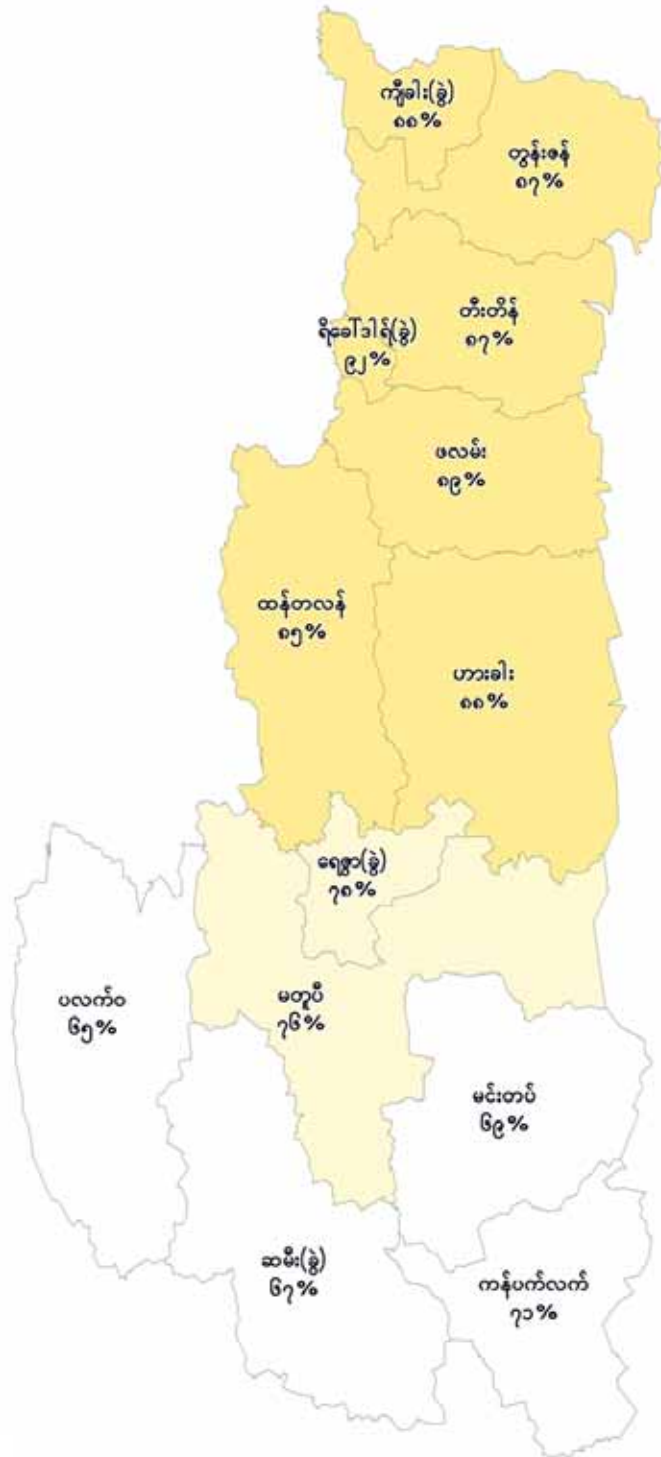 ကျီခါး(ခွဲ)
၈၈%
တွန်းဇန်
၈၇%
တီးတိန်
၈၇%
ရိခေါ်ဒါရ်(ခွဲ)
၉၂%
ဖလမ်း
၈၉%
ထန်တလန်
၈၅%
ဟားခါး
၈၈%
ရေဇွာ(ခွဲ)
၇၈%
ပလက်ဝ
၆၅%
မတူပီ
၇၆%
မင်းတပ်
၆၉%
ဆမီး(ခွဲ)
၆၇%
ကန်ပက်လက်
၇၁%